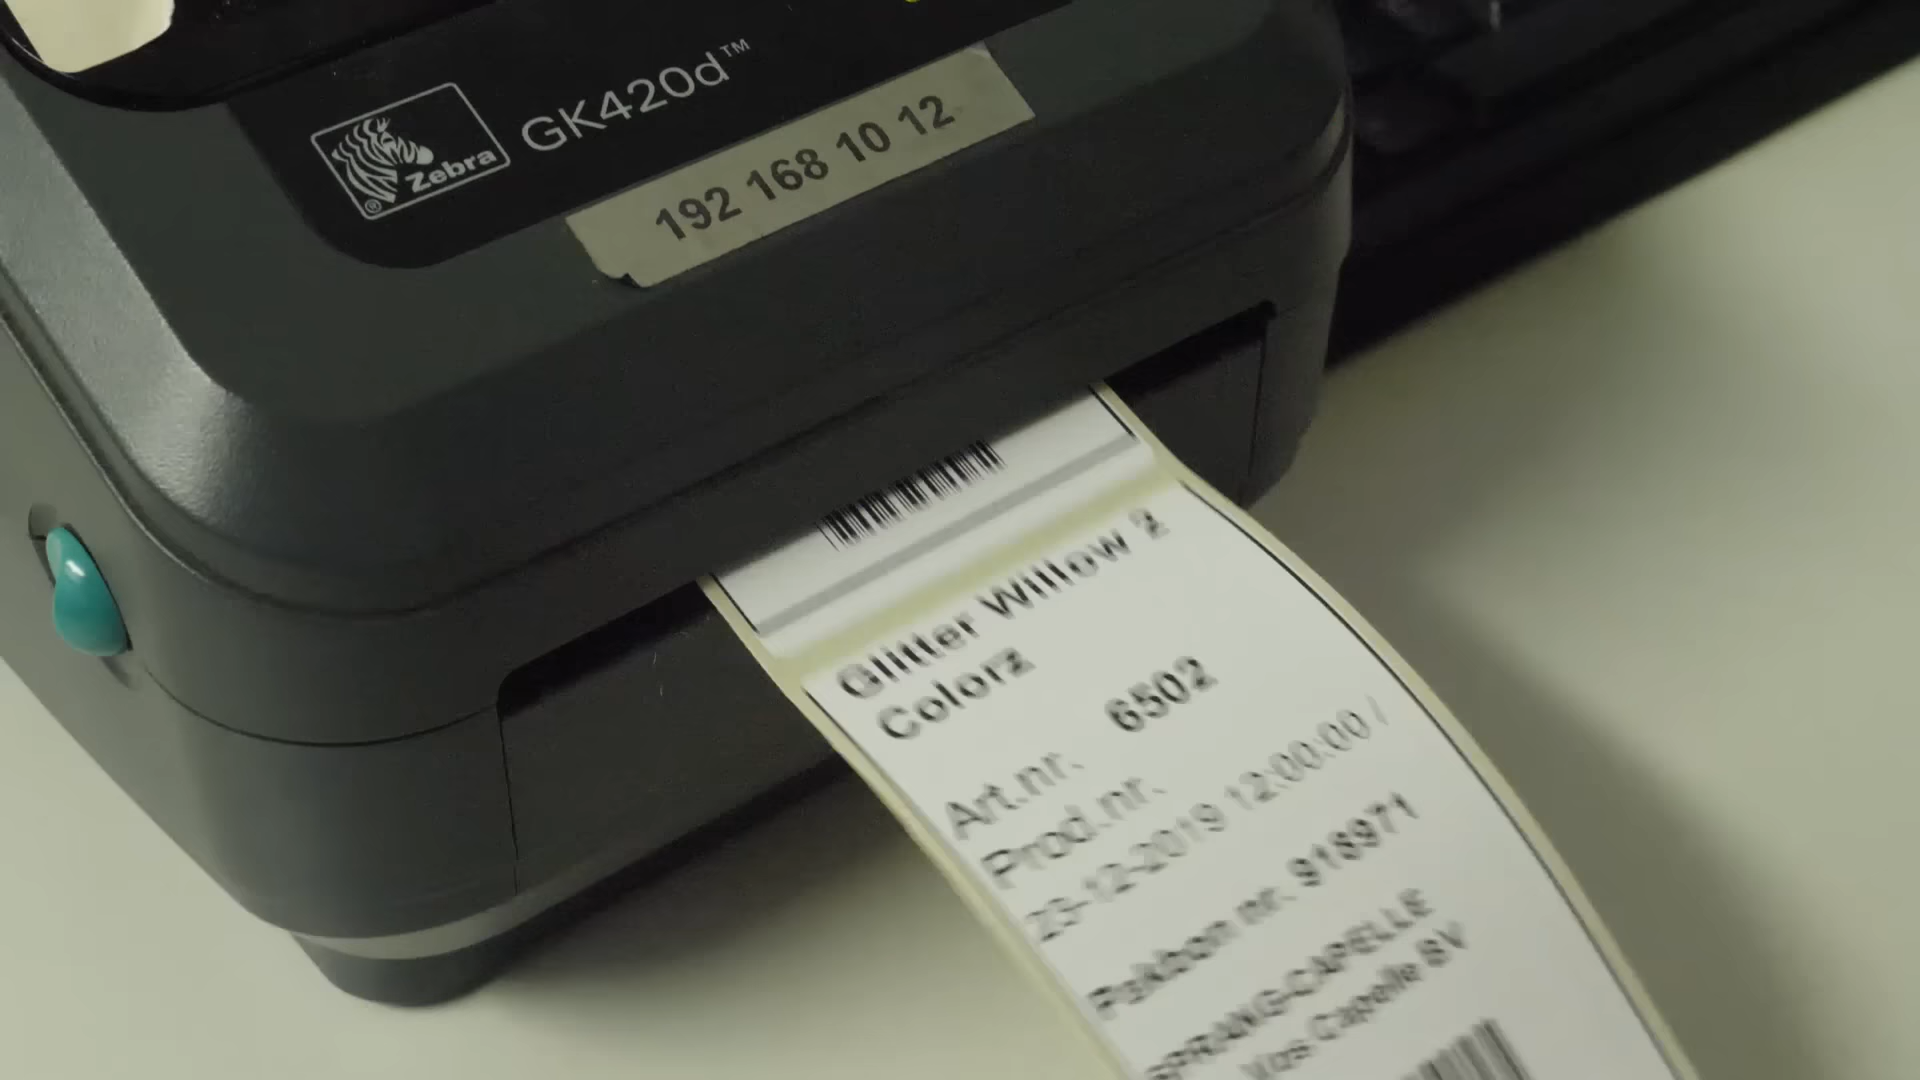 Zebra
®
GK420d™
192 168 10 12
Glitter Willow 2
Colorz
Art.nr. 6502
Prod.nr.
23-12-2019 12:00:00 /
Pakbon nr. 918971
SPRANG-CAPELLE
Vos Capelle BV